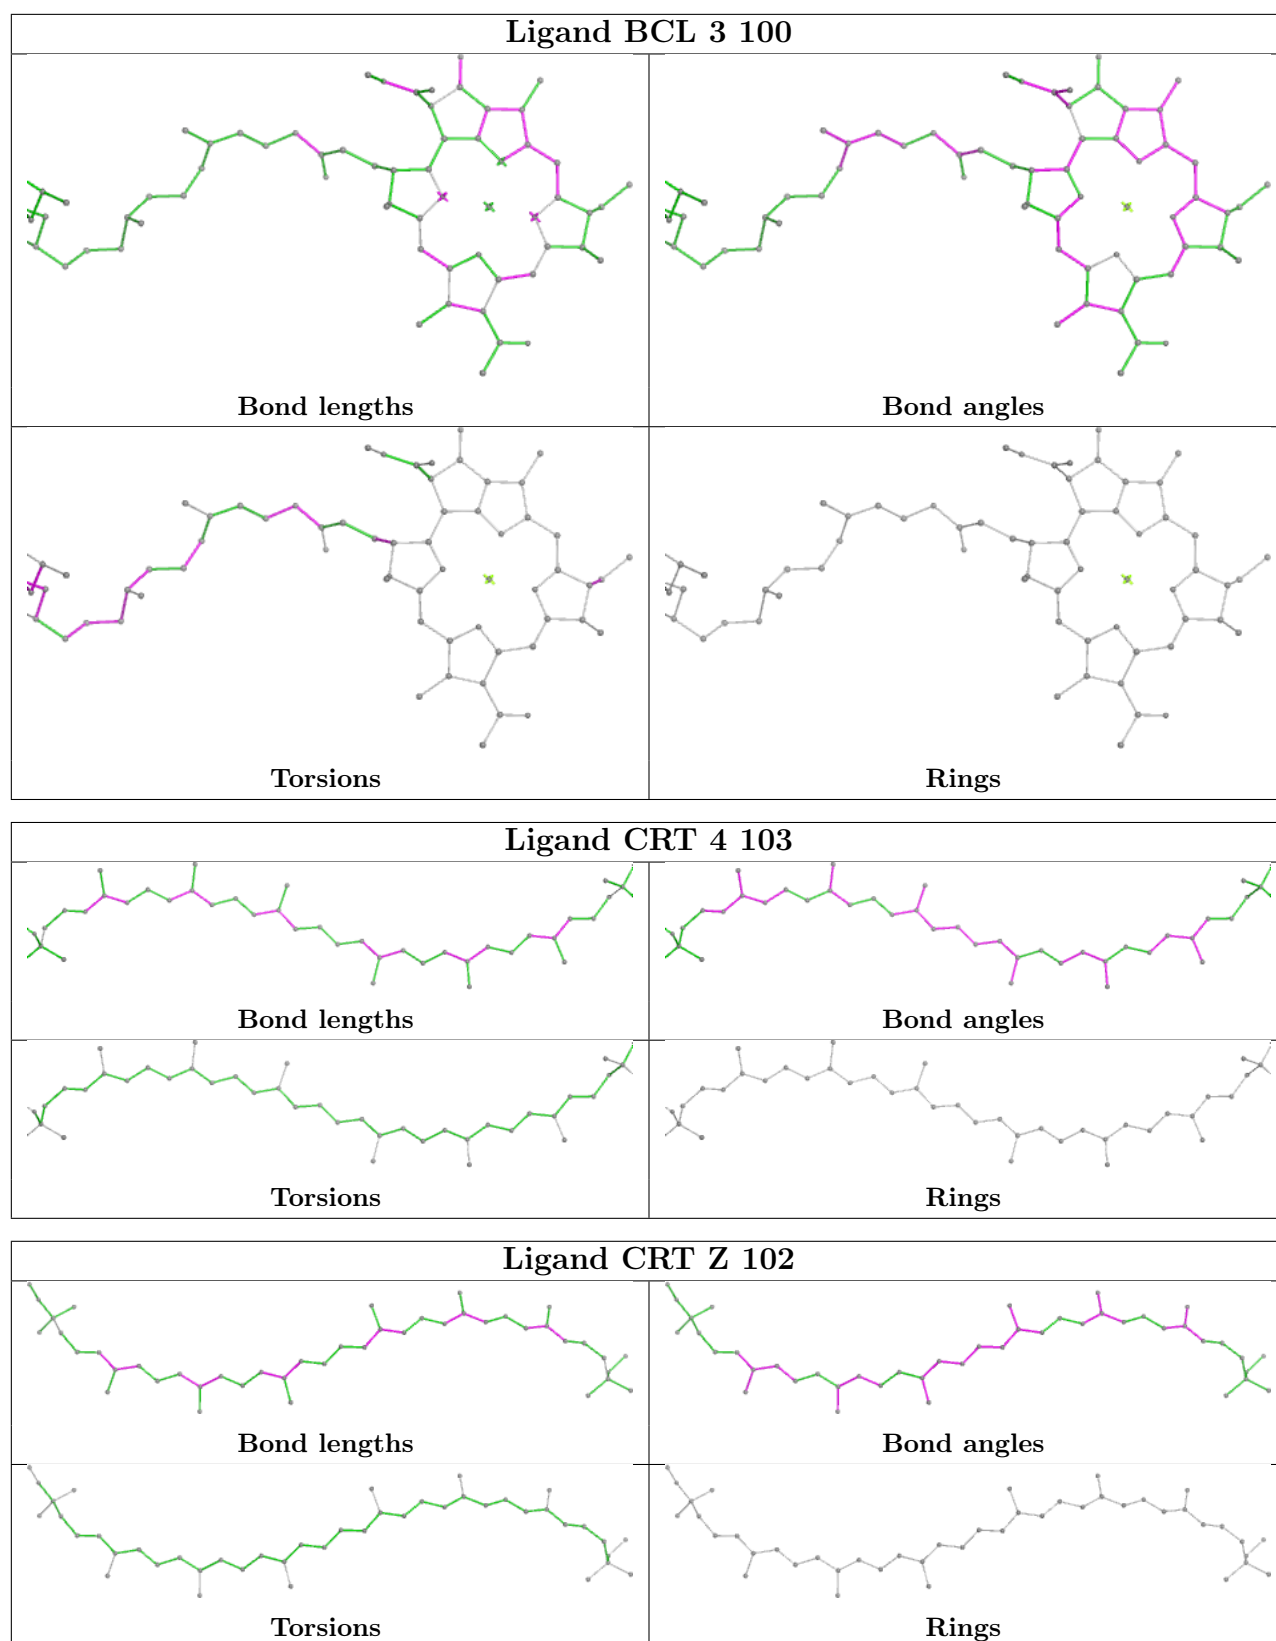 Ligand BCL 3 100
Bond lengths
Bond angles
Torsions
Rings
Ligand CRT 4 103
Bond lengths
Bond angles
Torsions
Rings
Ligand CRT Z 102
Bond lengths
Bond angles
Torsions
Rings